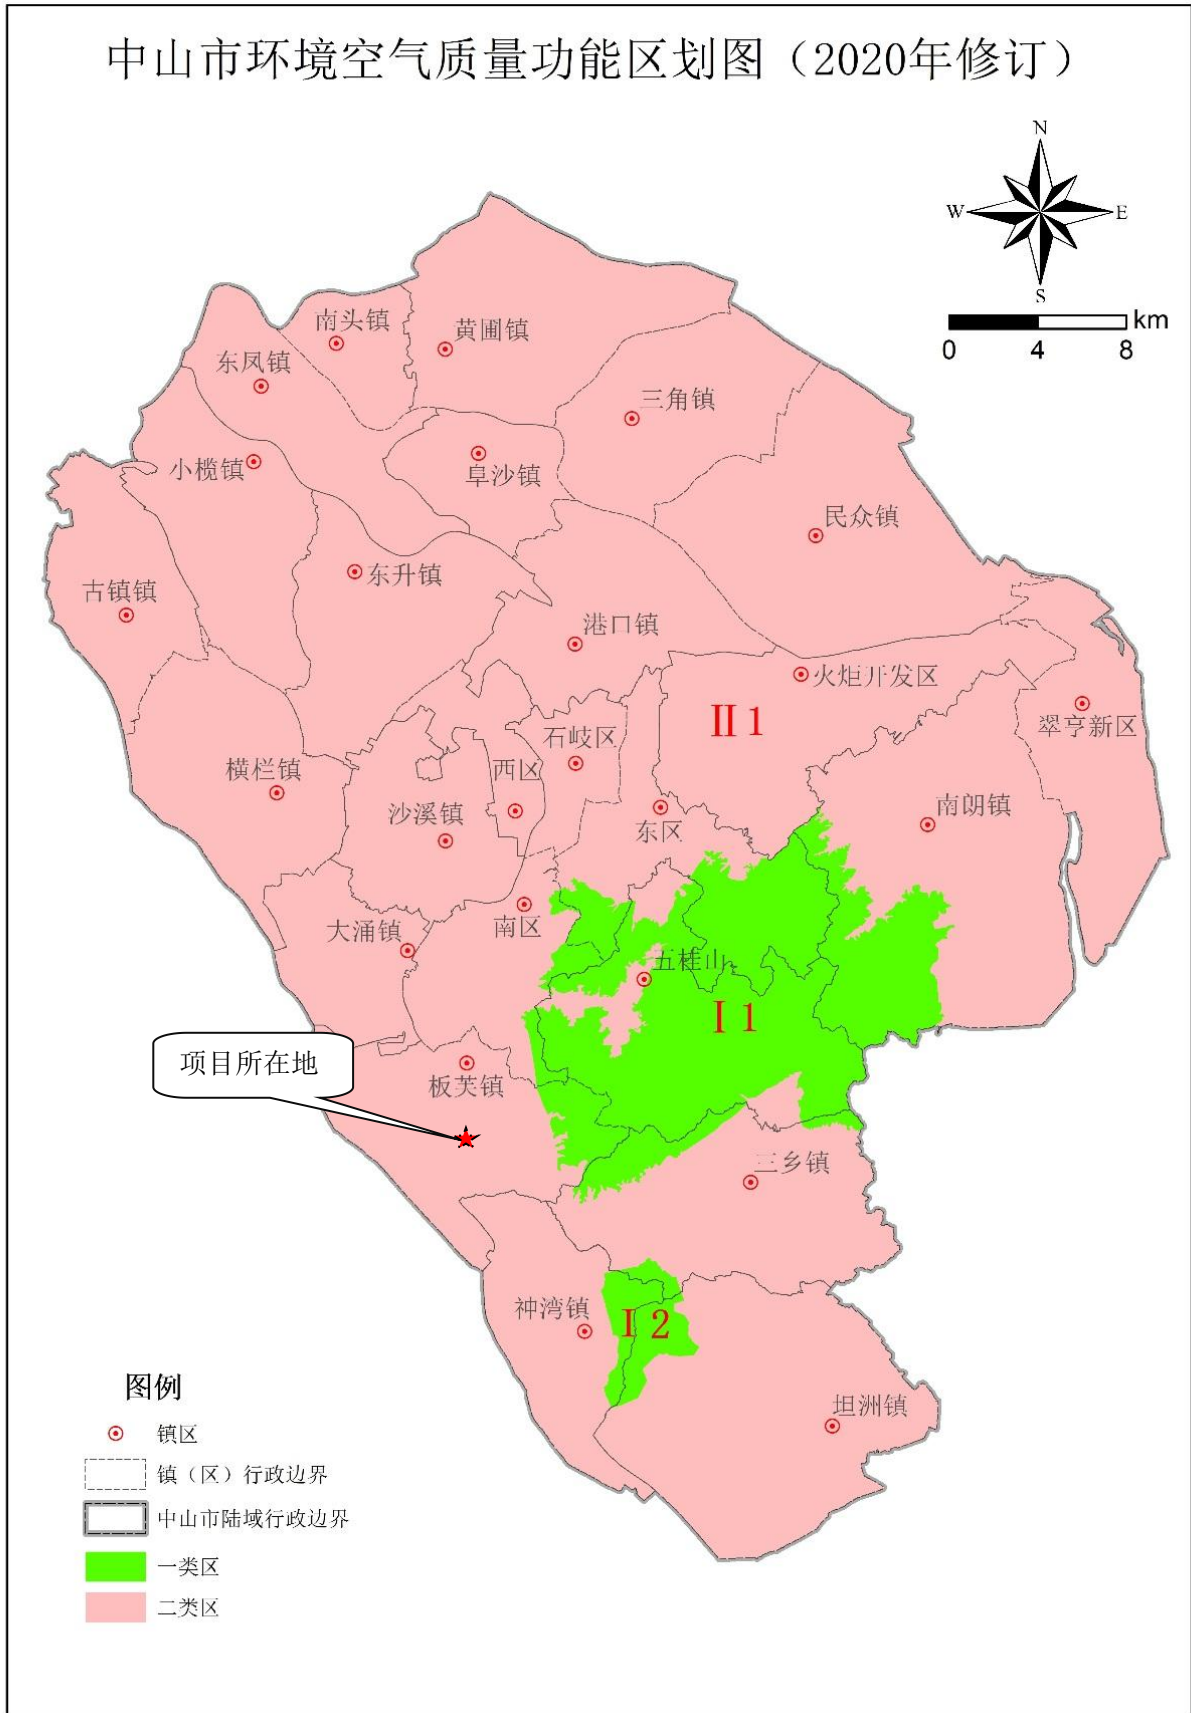 中山市环境空气质量功能区划图（2020年修订）
N
W
E
S
km
0 4 8
南头镇
黄圃镇
东凤镇
三角镇
小榄镇
阜沙镇
民众镇
东升镇
古镇镇
港口镇
火炬开发区
II 1
翠亨新区
石岐区
西区
横栏镇
沙溪镇
东区
南朗镇
南区
大涌镇
五桂山
I 1
项目所在地
板芙镇
三乡镇
神湾镇
I 2
坦洲镇
图例
镇区
镇（区）行政边界
中山市陆域行政边界
一类区
二类区